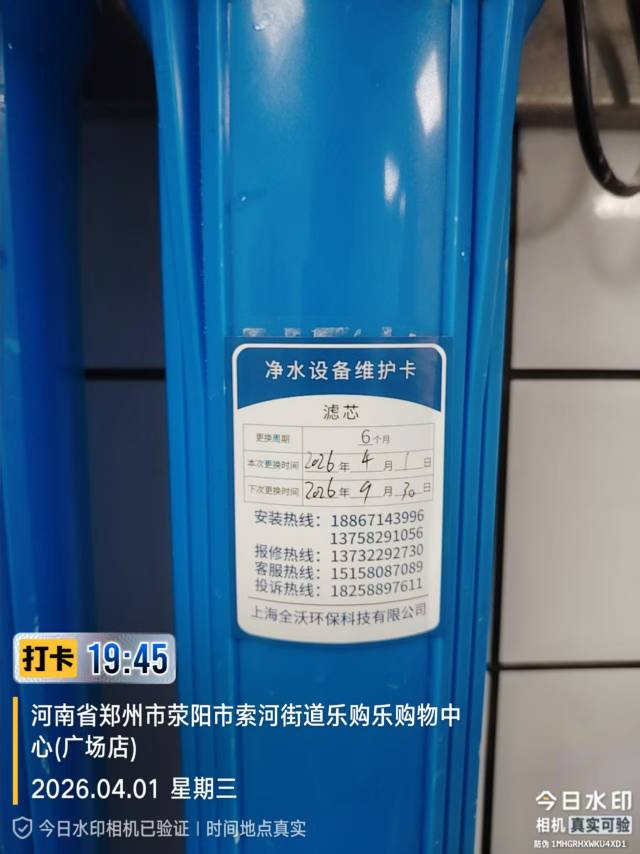 净水设备维护卡
滤芯
更换周期 6个月
本次更换时间 2026年4月1日
下次更换时间 2026年9月30日
安装热线：18867143996
13758291056
报修热线：13732292730
客服热线：15158087089
投诉热线：18258897611
上海全沃环保科技有限公司
打卡 19:45
河南省郑州市荥阳市索河街道乐购乐购物中
心(广场店)
2026.04.01 星期三
今日水印相机已验证 | 时间地点真实
今日水印
相机 真实可验
防伪 1MHGRHXWKU4XD1